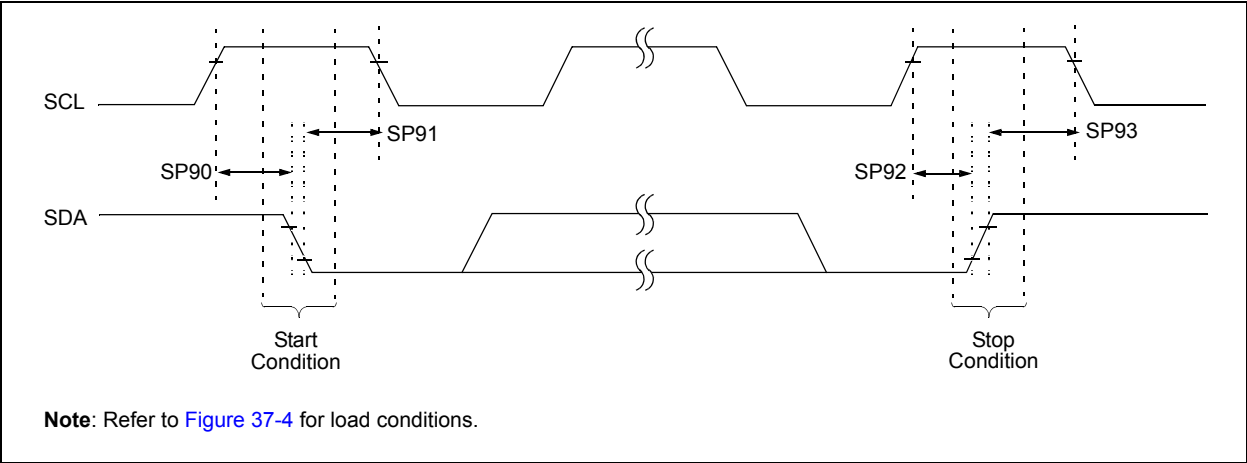 SCL
SP91
SP93
SP90
SP92
SDA
Start
Condition
Stop
Condition
Note: Refer to Figure 37-4 for load conditions.